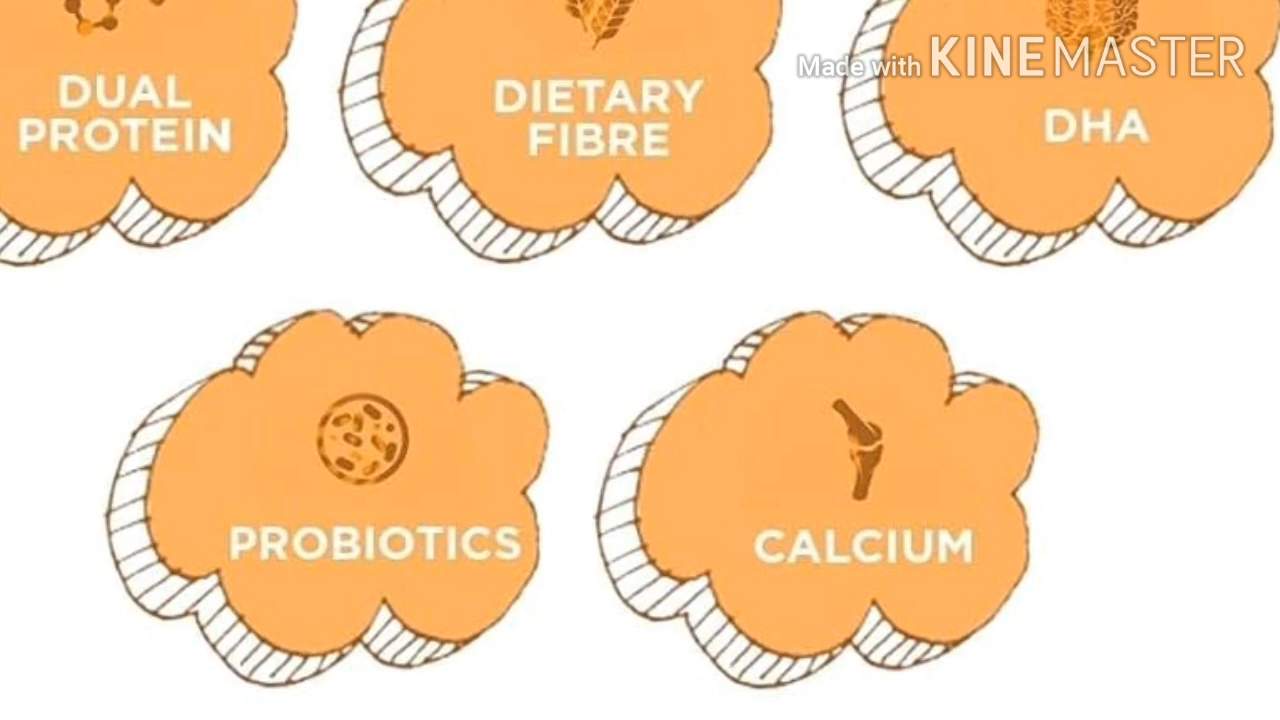 Made with KINEMASTER
DUAL
PROTEIN
DIETARY
FIBRE
DHA
PROBIOTICS
CALCIUM